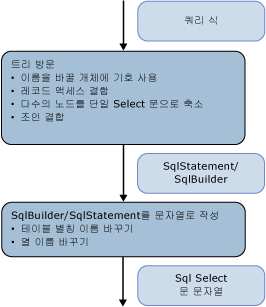 쿼리 식
트리 방문
• 이름을 바꿀 개체에 기호 사용
• 레코드 액세스 결합
• 다수의 노드를 단일 Select 문으로 축소
• 조인 결합
SqlStatement/
SqlBuilder
SqlBuilder/SqlStatement를 문자열로 작성
• 테이블 별칭 이름 바꾸기
• 열 이름 바꾸기
Sql Select
문 문자열